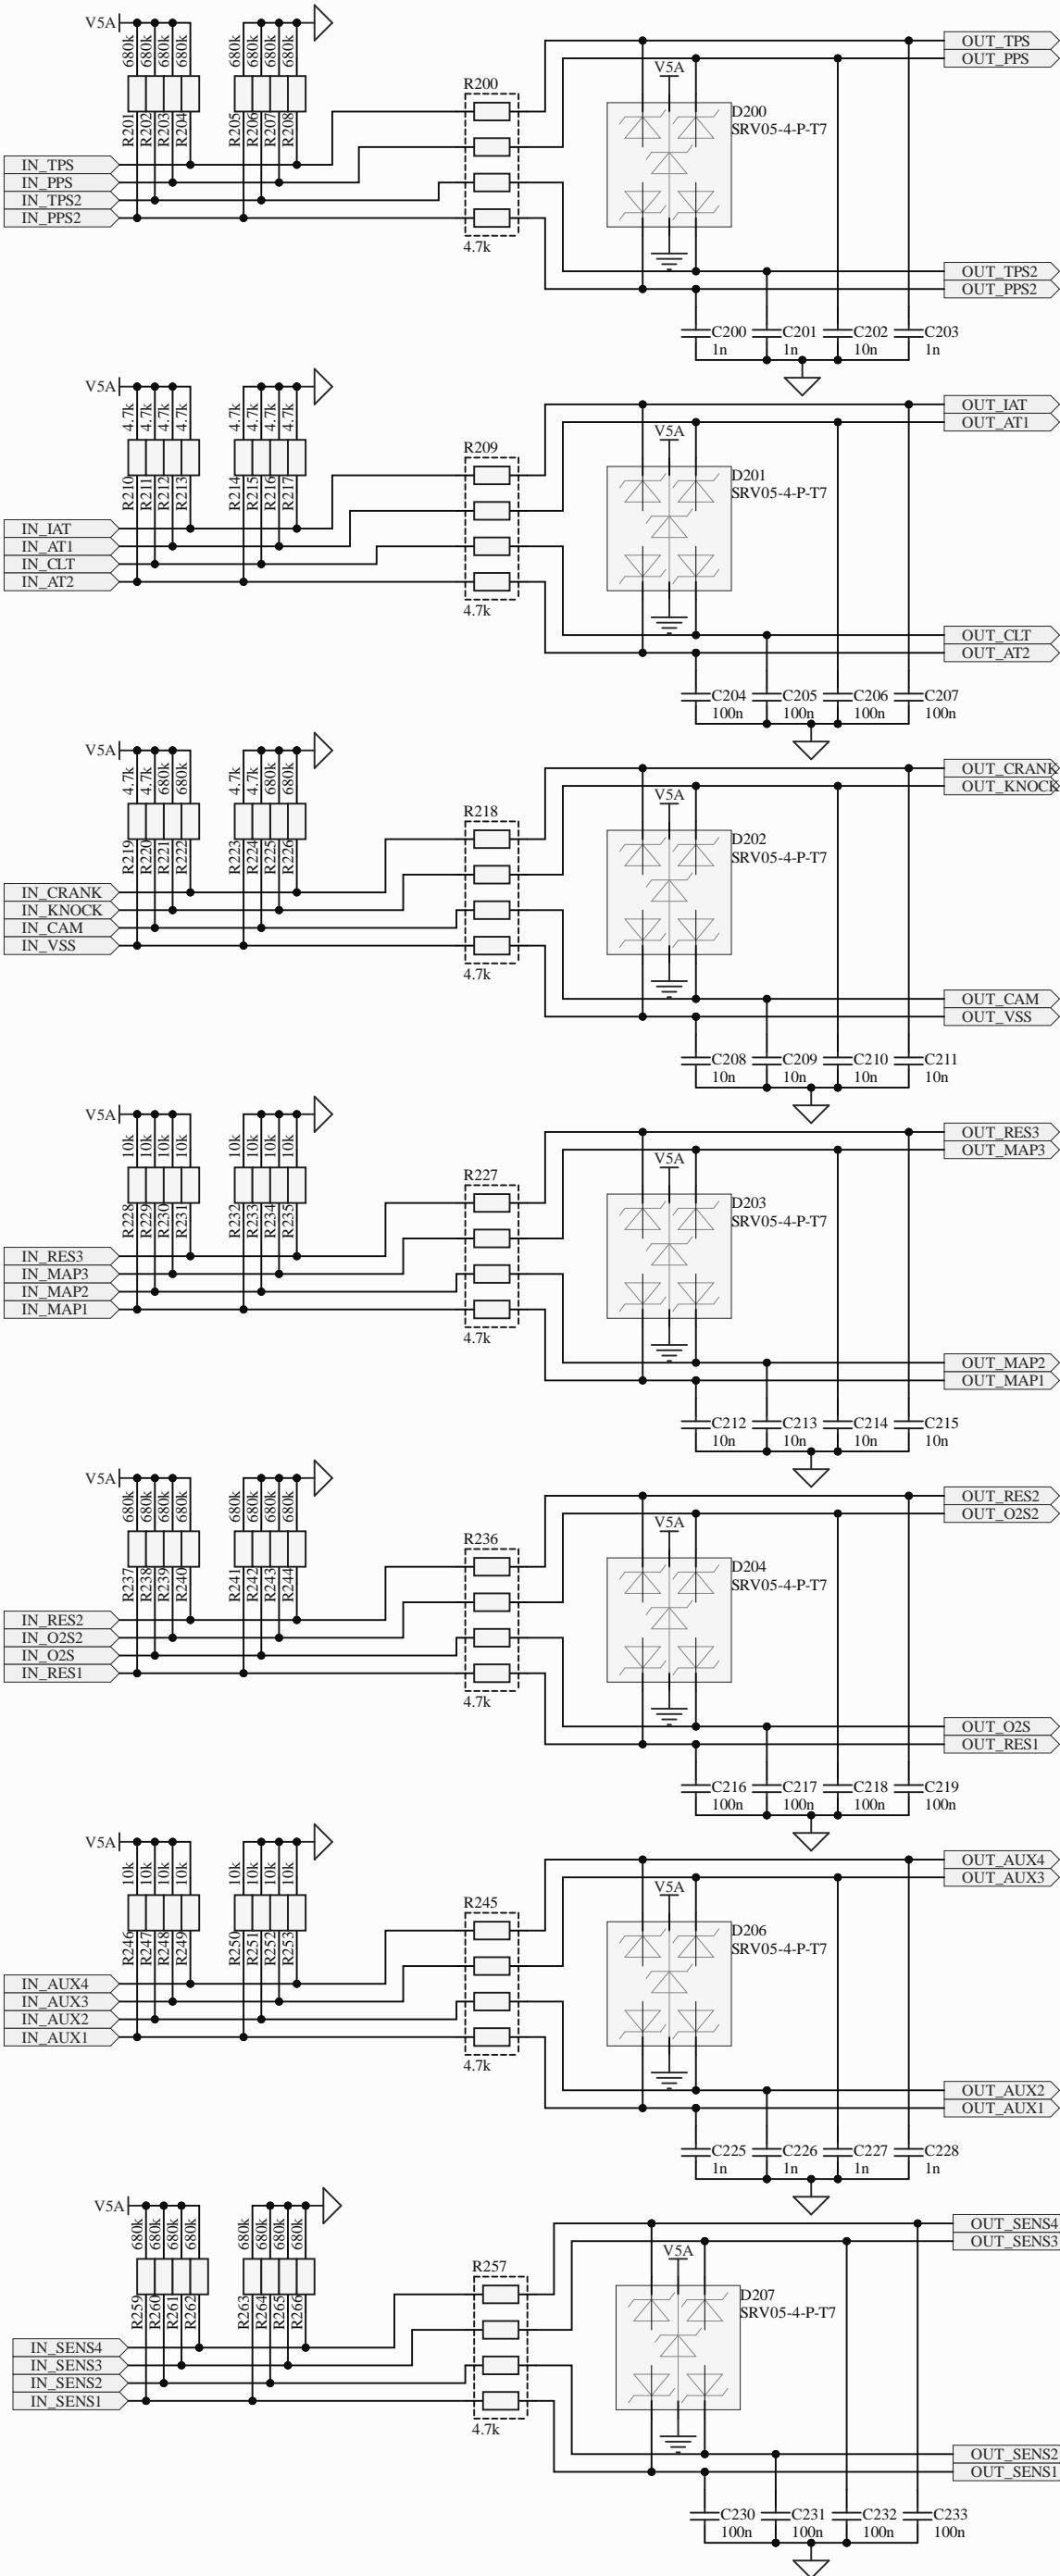 V5A
680k
680k
680k
680k
680k
680k
680k
680k
R201
R202
R203
R204
R205
R206
R207
R208
IN_TPS
IN_PPS
IN_TPS2
IN_PPS2
R200
4.7k
V5A
D200
SRV05-4-P-T7
OUT_TPS
OUT_PPS
OUT_TPS2
OUT_PPS2
C200
1n
C201
1n
C202
10n
C203
1n
V5A
4.7k
4.7k
4.7k
4.7k
4.7k
4.7k
4.7k
4.7k
R210
R211
R212
R213
R214
R215
R216
R217
IN_IAT
IN_AT1
IN_CLT
IN_AT2
R209
4.7k
V5A
D201
SRV05-4-P-T7
OUT_IAT
OUT_AT1
OUT_CLT
OUT_AT2
C204
100n
C205
100n
C206
100n
C207
100n
V5A
4.7k
4.7k
680k
680k
4.7k
4.7k
680k
680k
R219
R220
R221
R222
R223
R224
R225
R226
IN_CRANK
IN_KNOCK
IN_CAM
IN_VSS
R218
4.7k
V5A
D202
SRV05-4-P-T7
OUT_CRANK
OUT_KNOCK
OUT_CAM
OUT_VSS
C208
10n
C209
10n
C210
10n
C211
10n
V5A
10k
10k
10k
10k
10k
10k
10k
10k
R228
R229
R230
R231
R232
R233
R234
R235
IN_RES3
IN_MAP3
IN_MAP2
IN_MAP1
R227
4.7k
V5A
D203
SRV05-4-P-T7
OUT_RES3
OUT_MAP3
OUT_MAP2
OUT_MAP1
C212
10n
C213
10n
C214
10n
C215
10n
V5A
680k
680k
680k
680k
680k
680k
680k
680k
R237
R238
R239
R240
R241
R242
R243
R244
IN_RES2
IN_O2S2
IN_O2S
IN_RES1
R236
4.7k
V5A
D204
SRV05-4-P-T7
OUT_RES2
OUT_O2S2
OUT_O2S
OUT_RES1
C216
100n
C217
100n
C218
100n
C219
100n
V5A
10k
10k
10k
10k
10k
10k
10k
10k
R246
R247
R248
R249
R250
R251
R252
R253
IN_AUX4
IN_AUX3
IN_AUX2
IN_AUX1
R245
4.7k
V5A
D206
SRV05-4-P-T7
OUT_AUX4
OUT_AUX3
OUT_AUX2
OUT_AUX1
C225
1n
C226
1n
C227
1n
C228
1n
V5A
680k
680k
680k
680k
680k
680k
680k
680k
R259
R260
R261
R262
R263
R264
R265
R266
IN_SENS4
IN_SENS3
IN_SENS2
IN_SENS1
R257
4.7k
V5A
D207
SRV05-4-P-T7
OUT_SENS4
OUT_SENS3
OUT_SENS2
OUT_SENS1
C230
100n
C231
100n
C232
100n
C233
100n